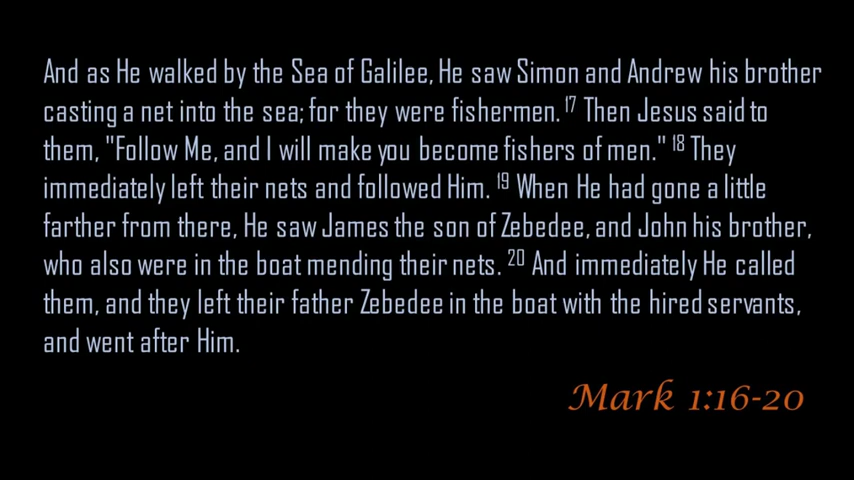 And as He walked by the Sea of Galilee, He saw Simon and Andrew his brother
casting a net into the sea; for they were fishermen. 17 Then Jesus said to
them, "Follow Me, and I will make you become fishers of men." 18 They
immediately left their nets and followed Him. 19 When He had gone a little
farther from there, He saw James the son of Zebedee, and John his brother,
who also were in the boat mending their nets. 20 And immediately He called
them, and they left their father Zebedee in the boat with the hired servants,
and went after Him.
Mark 1:16-20